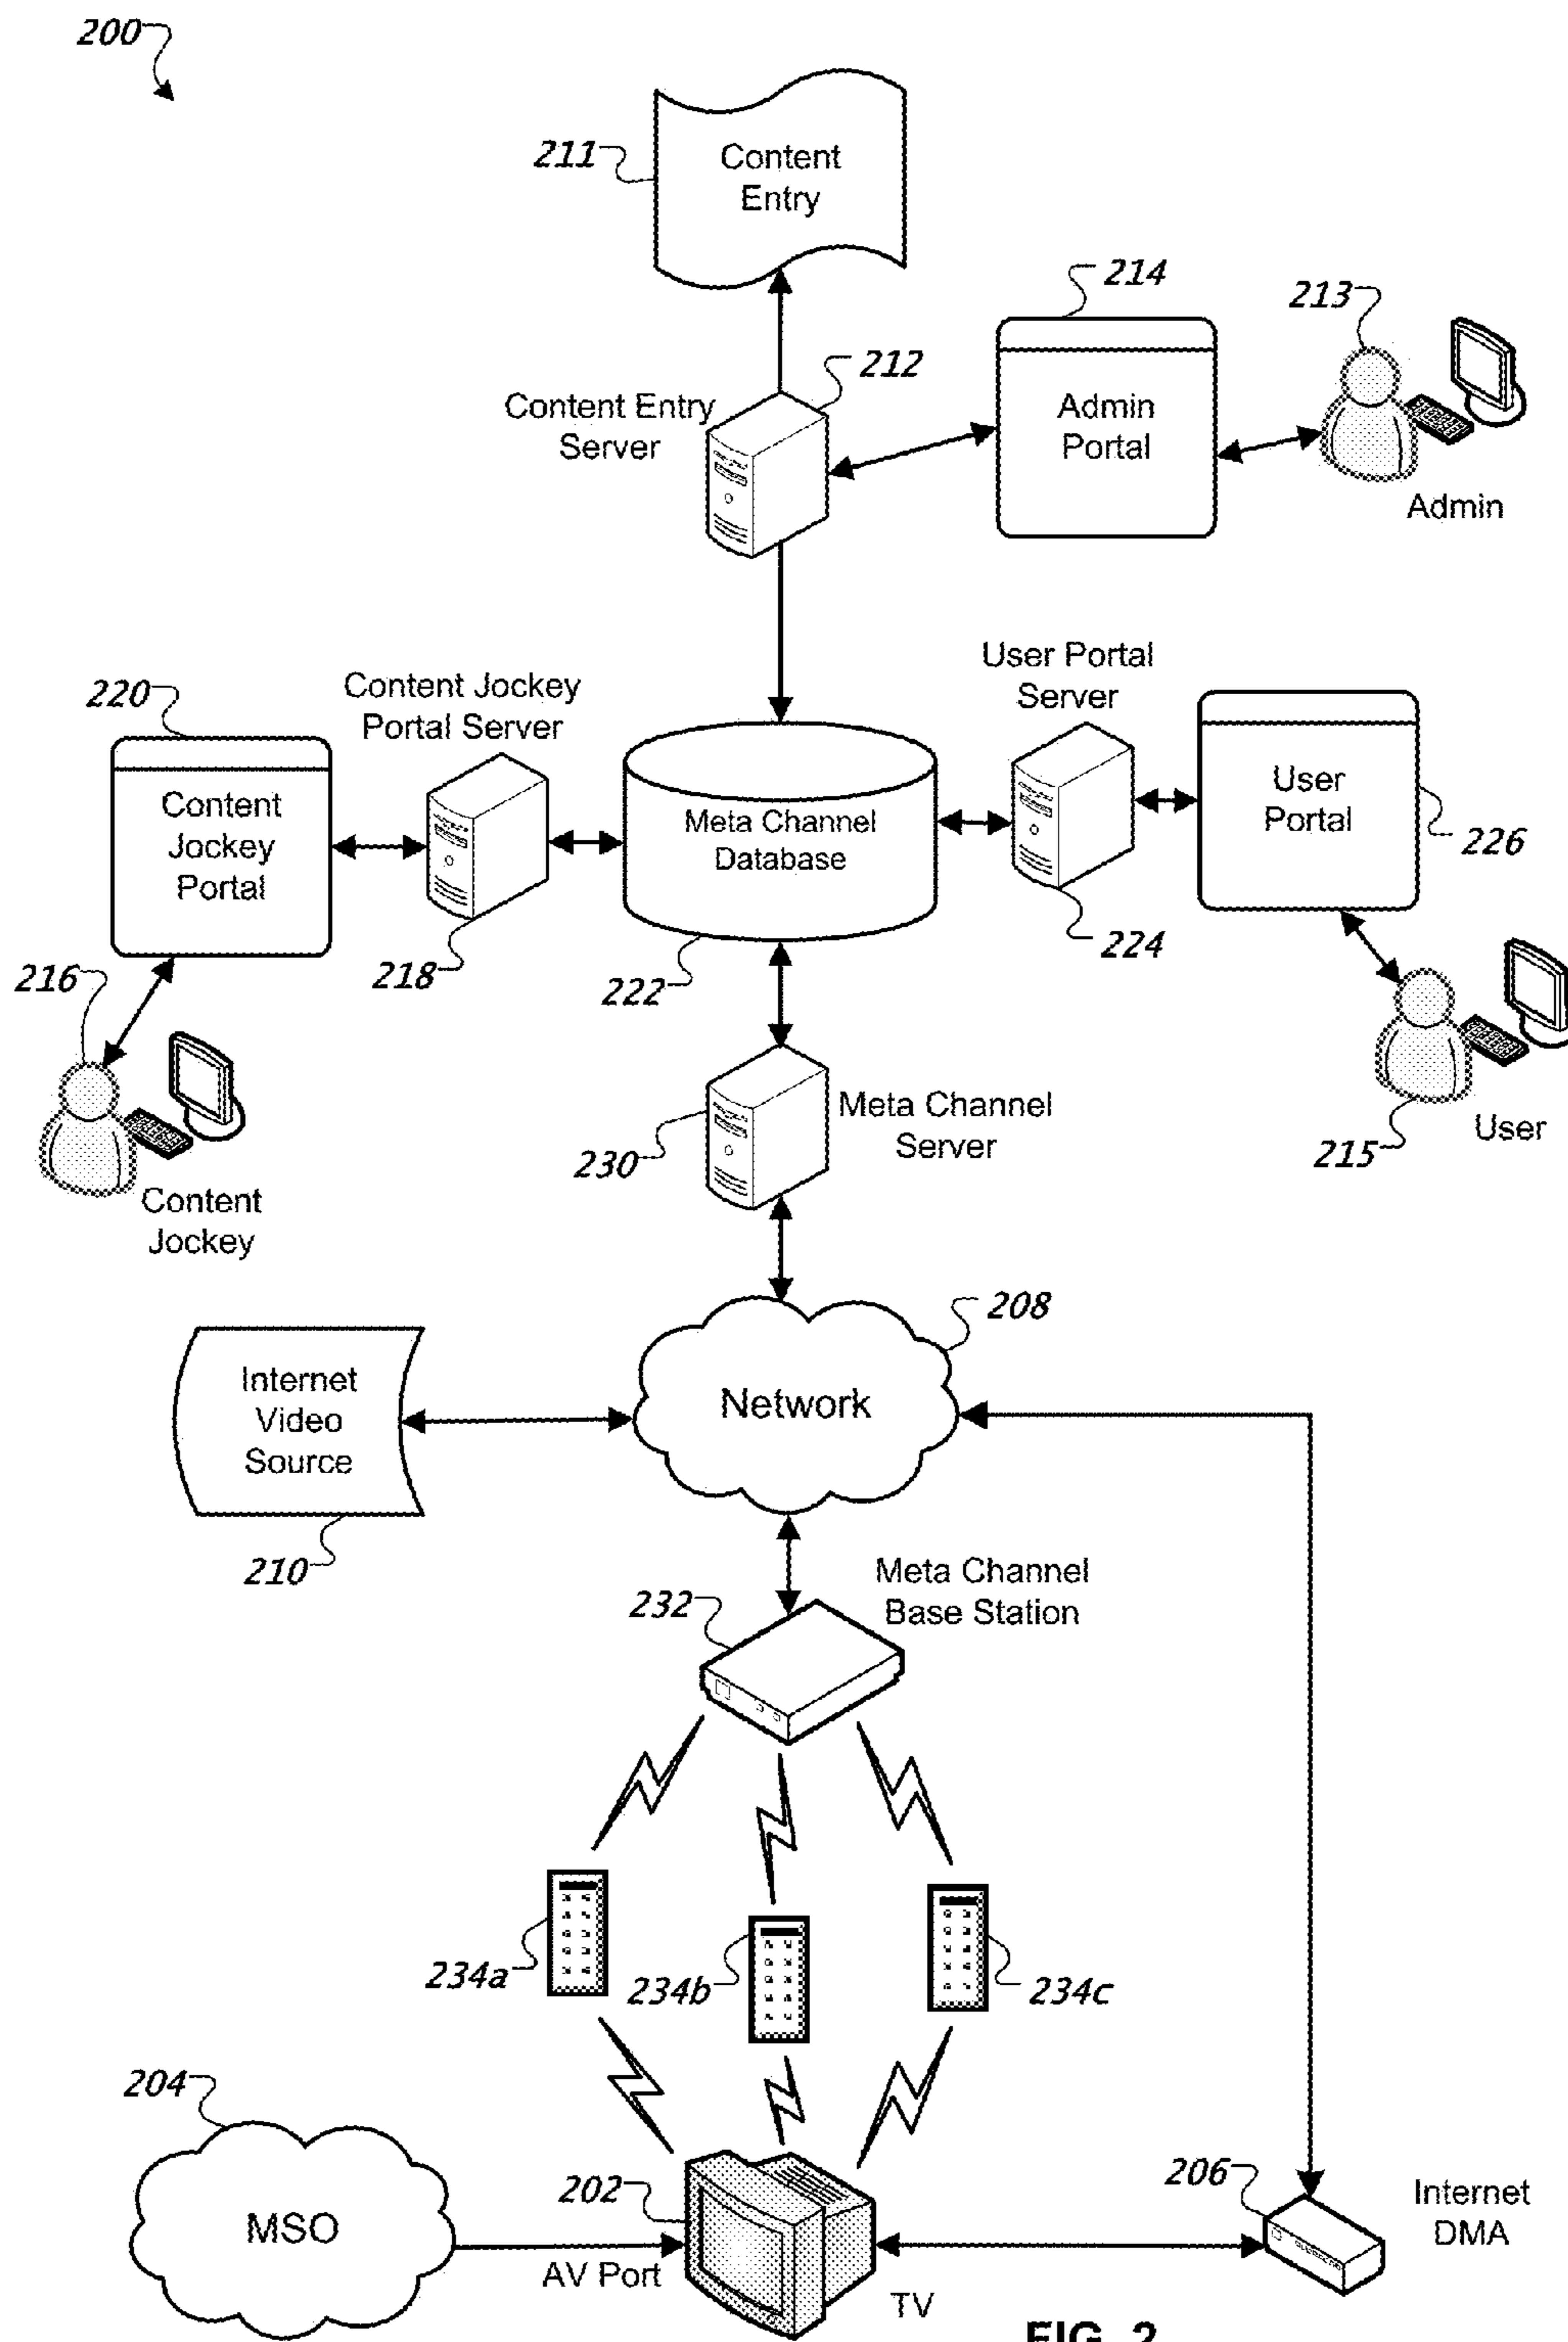 200
211
Content
Entry
214
213
212
Content Entry
Server
Admin
Portal
Admin
User Portal
Server
220
Content Jockey
Portal Server
Content
Jockey
Portal
Meta Channel
Database
User
Portal
226
224
216
218
222
Meta Channel
Server
230
User
215
Content
Jockey
208
Internet
Video
Source
Network
210
Meta Channel
Base Station
232
234a
234b
234c
204
202
206
Internet
DMA
MSO
AV Port
TV
FIG. 2